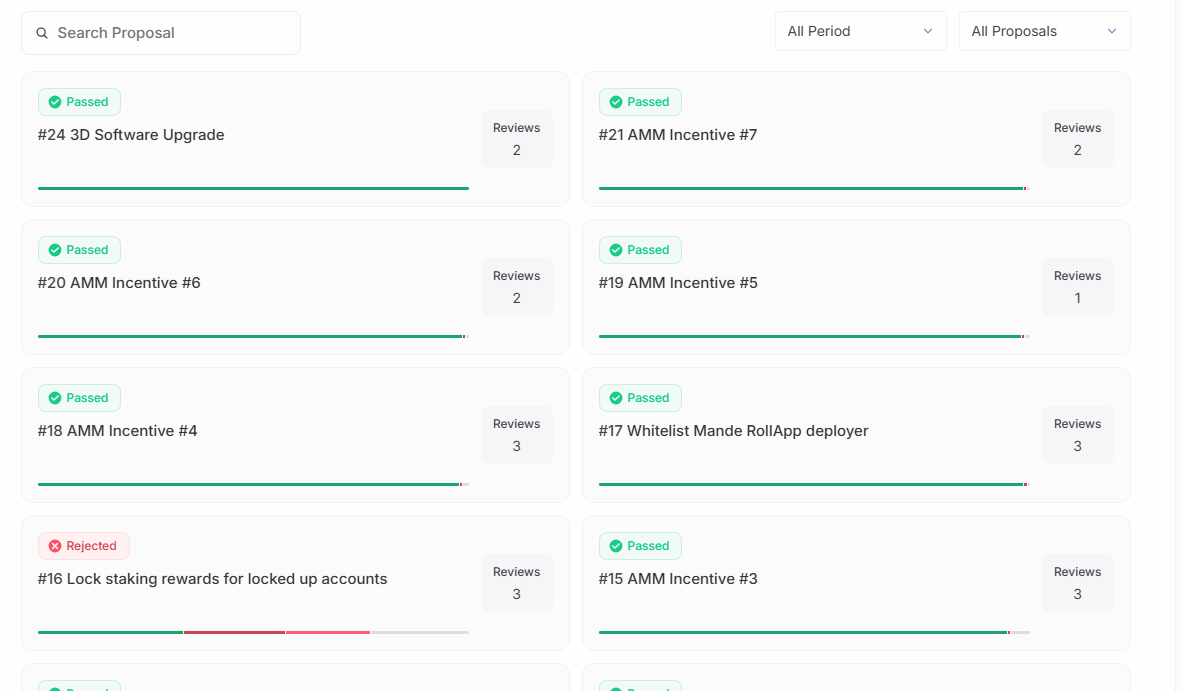 Search Proposal
All Period
All Proposals
Passed
#24 3D Software Upgrade
Reviews
2
Passed
#21 AMM Incentive #7
Reviews
2
Passed
#20 AMM Incentive #6
Reviews
2
Passed
#19 AMM Incentive #5
Reviews
1
Passed
#18 AMM Incentive #4
Reviews
3
Passed
#17 Whitelist Mande RollApp deployer
Reviews
3
Rejected
#16 Lock staking rewards for locked up accounts
Reviews
3
Passed
#15 AMM Incentive #3
Reviews
3